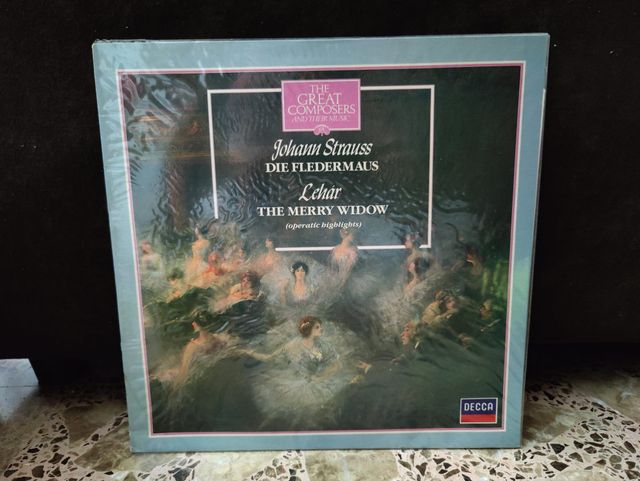 THE
GREAT
COMPOSERS
AND THEIR MUSIC
Johann Strauss
DIE FLEDERMAUS
Lehár
THE MERRY WIDOW
(operatic highlights)
DECCA